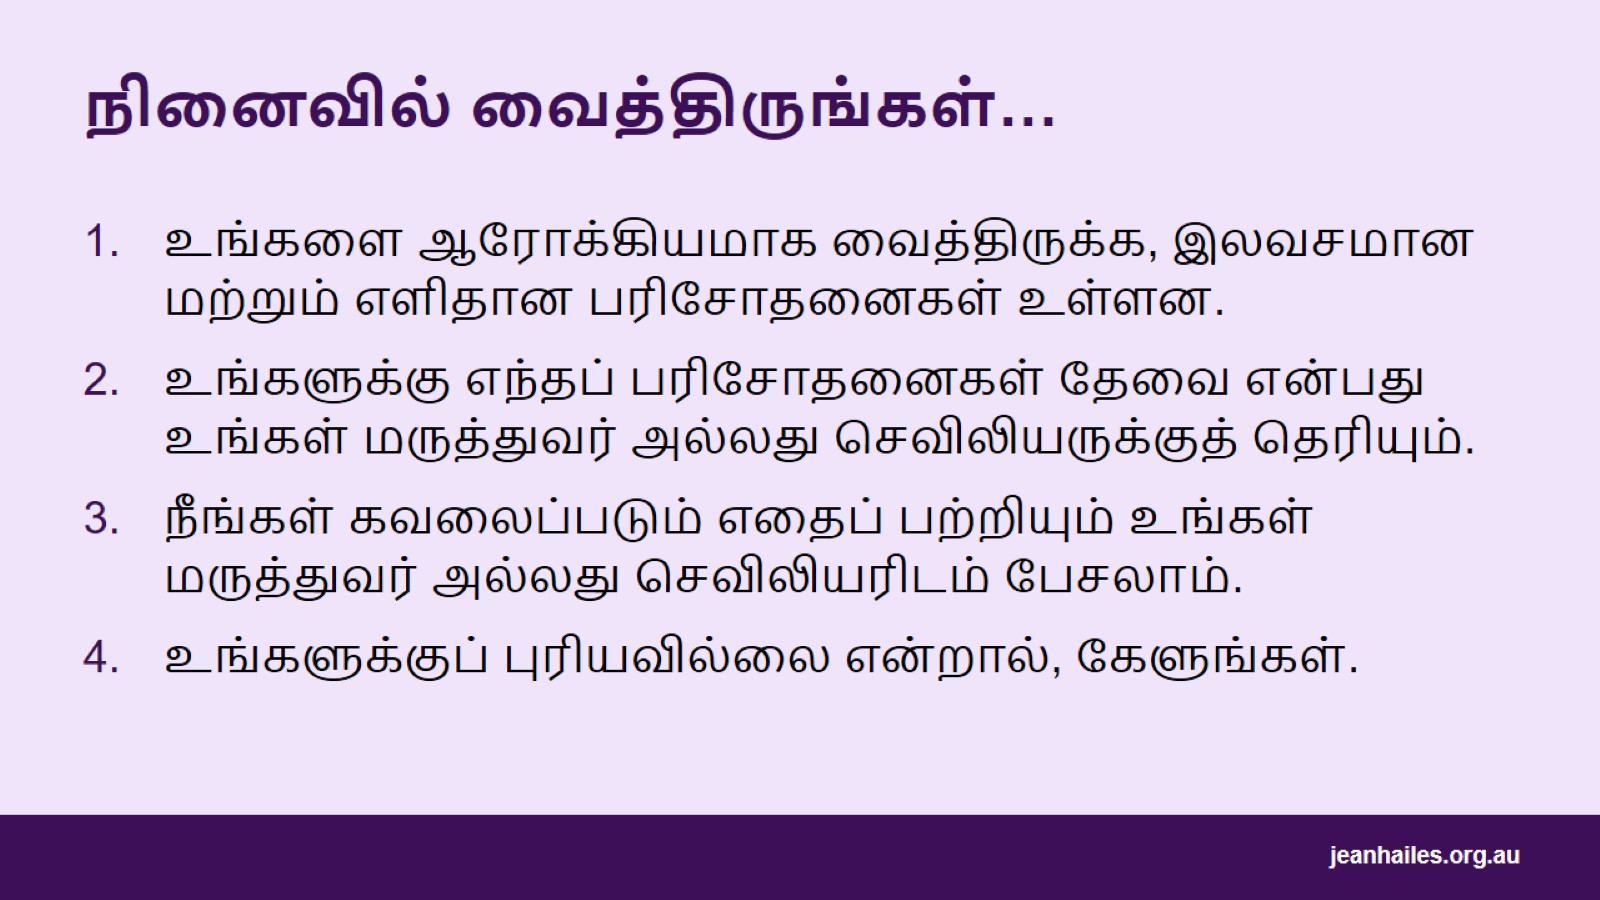 நினைவில் வைத்திருங்கள்...
1. உங்களை ஆரோக்கியமாக வைத்திருக்க, இலவசமான
மற்றும் எளிதான பரிசோதனைகள் உள்ளன.
2. உங்களுக்கு எந்தப் பரிசோதனைகள் தேவை என்பது
உங்கள் மருத்துவர் அல்லது செவிலியருக்குத் தெரியும்.
3. நீங்கள் கவலைப்படும் எதைப் பற்றியும் உங்கள்
மருத்துவர் அல்லது செவிலியரிடம் பேசலாம்.
4. உங்களுக்குப் புரியவில்லை என்றால், கேளுங்கள்.
jeanhailes.org.au